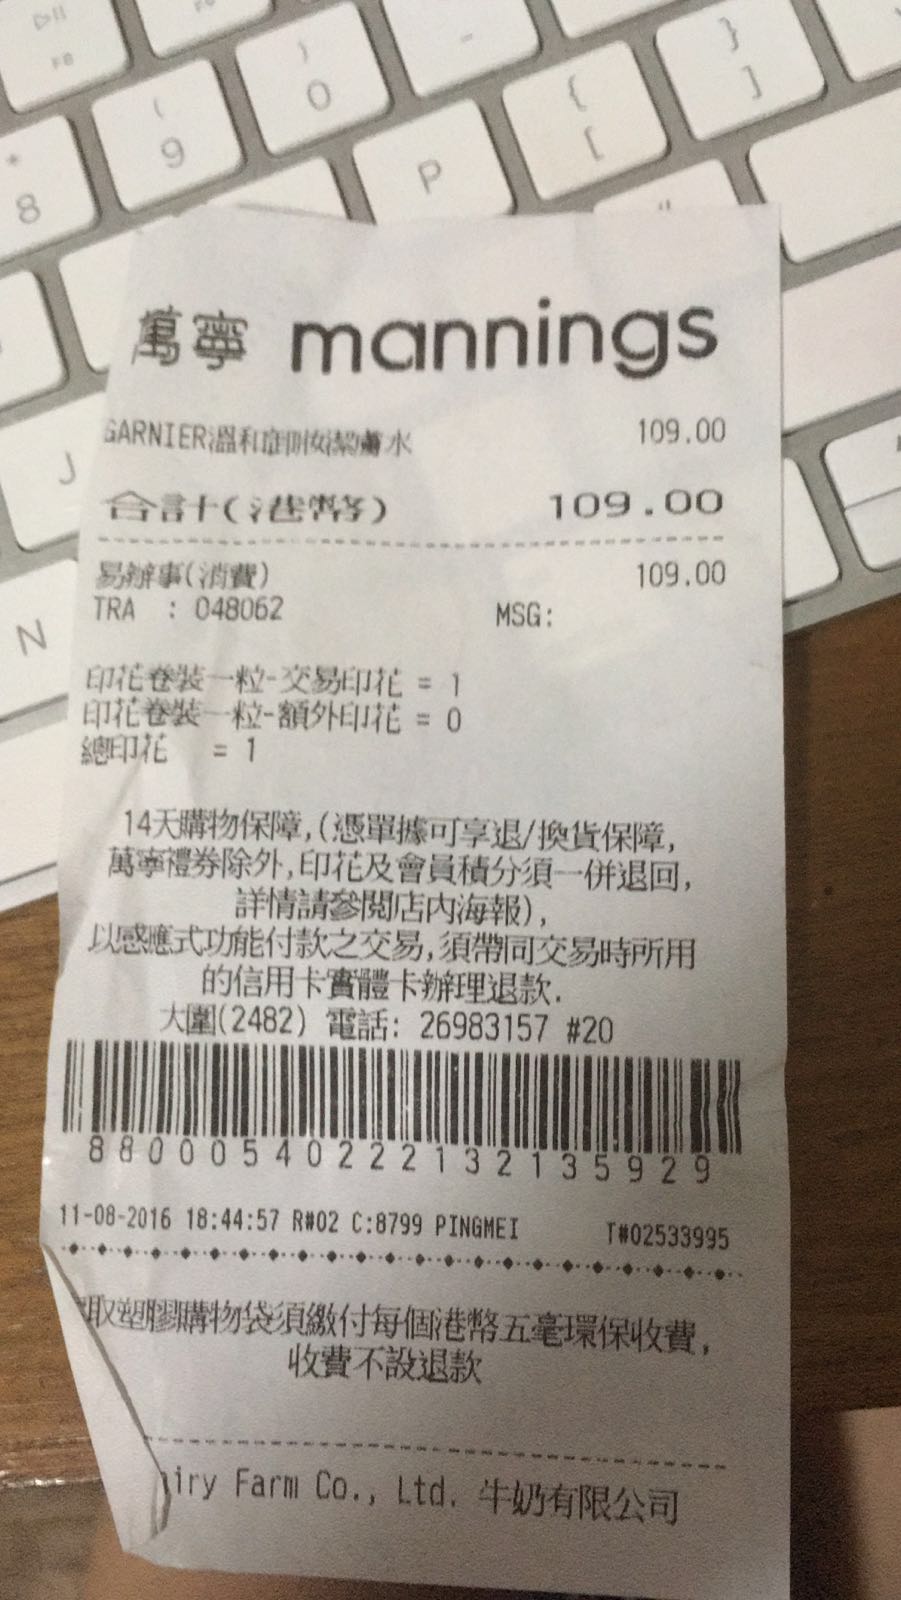 F8
( 9
) 0
-
{ [
} ]
* 8
P
"
J
N
萬寧 mannings
GARNIER溫和卸妝潔膚水 109.00
合計(港幣) 109.00
易辦事(消費) 109.00
TRA : 048062 MSG:
印花卷裝一粒-交易印花 = 1
印花卷裝一粒-額外印花 = 0
總印花 = 1
14天購物保障,(憑單據可享退/換貨保障,
萬寧禮券除外,印花及會員積分須一併退回,
詳情請參閱店內海報),
以感應式功能付款之交易,須帶同交易時所用
的信用卡實體卡辦理退款.
大圍(2482) 電話: 26983157 #20
88000540222132135929
11-08-2016 18:44:57 R#02 C:8799 PINGMEI T#02533995
取塑膠購物袋須繳付每個港幣五毫環保收費,
收費不設退款
iry Farm Co., Ltd. 牛奶有限公司